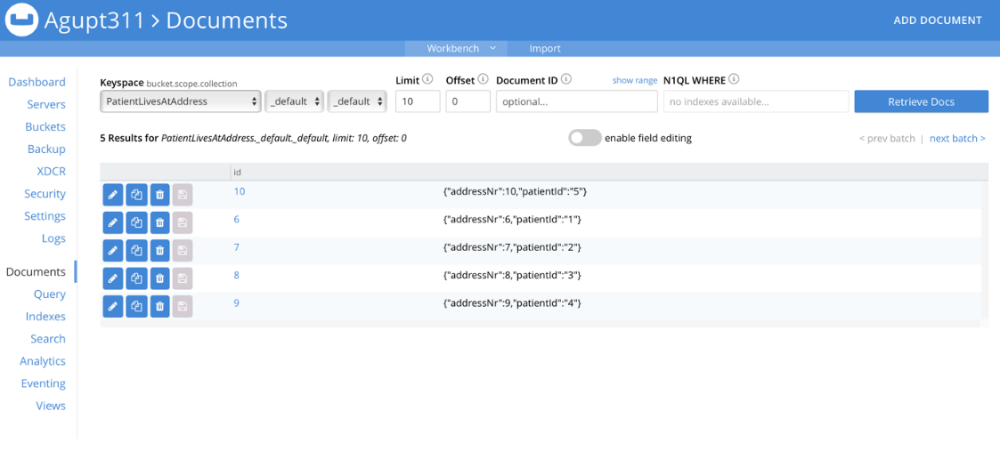 Agupt311 > Documents
ADD DOCUMENT
Workbench
Import
Dashboard
Servers
Buckets
Backup
XDCR
Security
Settings
Logs
Documents
Query
Indexes
Search
Analytics
Eventing
Views
Keyspace bucket.scope.collection
Limit
Offset
Document ID
show range
N1QL WHERE
PatientLivesAtAddress
_default
_default
10
0
optional...
no indexes available...
Retrieve Docs
5 Results for PatientLivesAtAddress._default._default, limit: 10, offset: 0
enable field editing
< prev batch | next batch >
id
10 {"addressNr":10,"patientId":"5"}
6 {"addressNr":6,"patientId":"1"}
7 {"addressNr":7,"patientId":"2"}
8 {"addressNr":8,"patientId":"3"}
9 {"addressNr":9,"patientId":"4"}